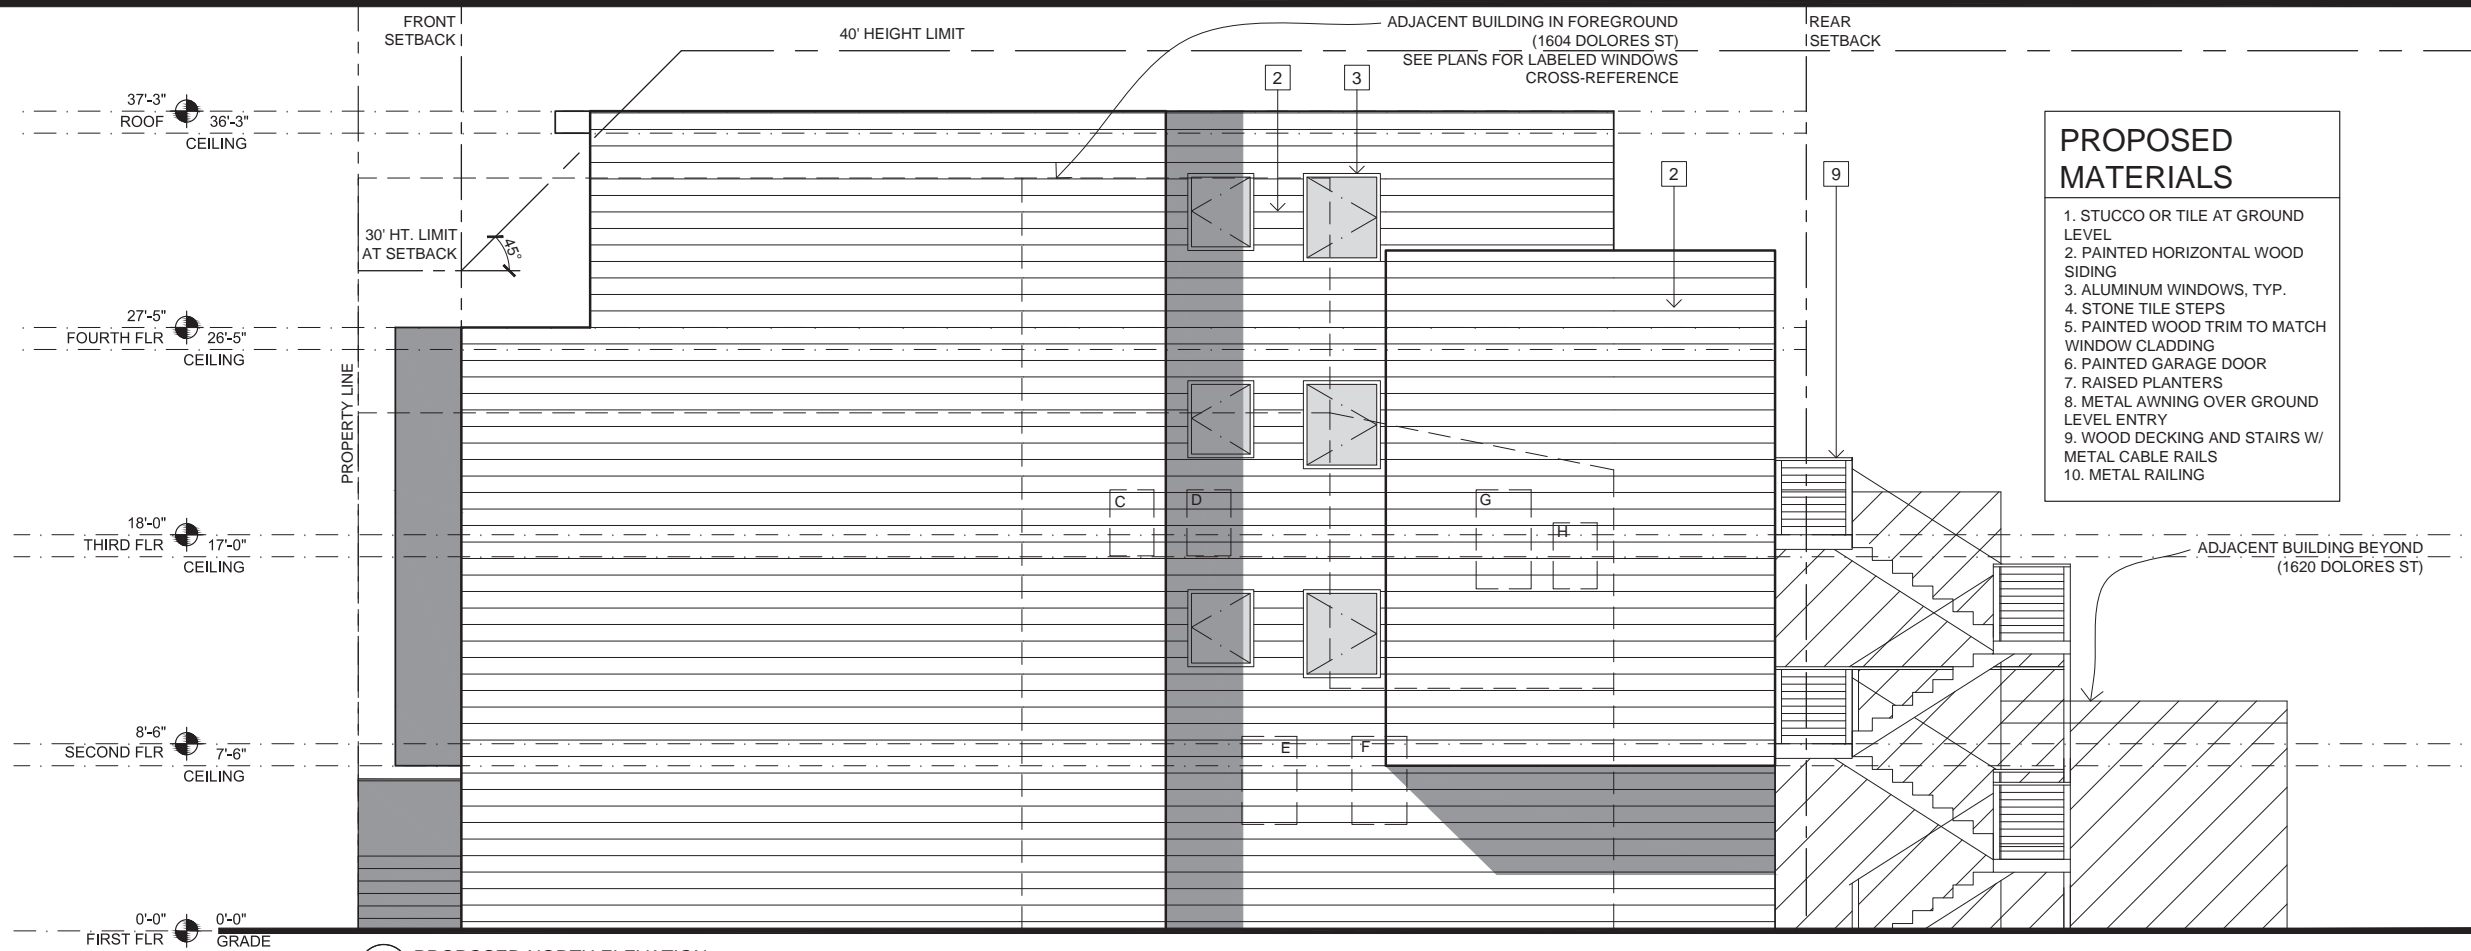 FRONT
SETBACK
40' HEIGHT LIMIT
ADJACENT BUILDING IN FOREGROUND
(1604 DOLORES ST)
SEE PLANS FOR LABELED WINDOWS
CROSS-REFERENCE
REAR
SETBACK
2
3
2
9
37'-3"
ROOF
36'-3"
CEILING
30' HT. LIMIT
AT SETBACK
45°
27'-5"
FOURTH FLR
26'-5"
CEILING
PROPERTY LINE
18'-0"
THIRD FLR
17'-0"
CEILING
8'-6"
SECOND FLR
7'-6"
CEILING
0'-0"
FIRST FLR
0'-0"
GRADE
C
D
G
H
E
F
PROPOSED
MATERIALS
1. STUCCO OR TILE AT GROUND
LEVEL
2. PAINTED HORIZONTAL WOOD
SIDING
3. ALUMINUM WINDOWS, TYP.
4. STONE TILE STEPS
5. PAINTED WOOD TRIM TO MATCH
WINDOW CLADDING
6. PAINTED GARAGE DOOR
7. RAISED PLANTERS
8. METAL AWNING OVER GROUND
LEVEL ENTRY
9. WOOD DECKING AND STAIRS W/
METAL CABLE RAILS
10. METAL RAILING
ADJACENT BUILDING BEYOND
(1620 DOLORES ST)
PROPOSED NORTH ELEVATION